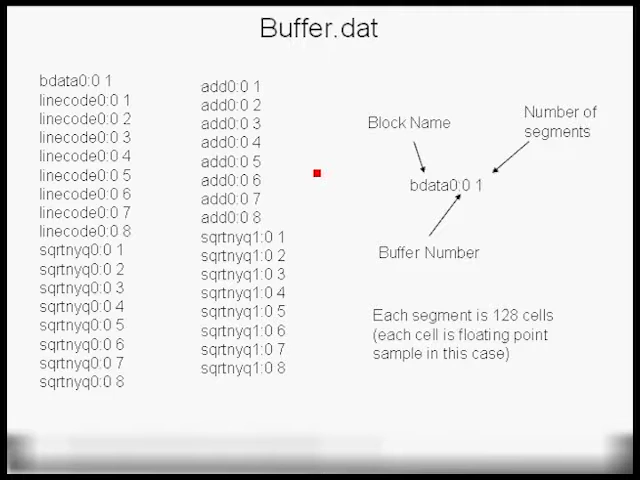 Buffer.dat
bdata0:0 1
linecode0:0 1
linecode0:0 2
linecode0:0 3
linecode0:0 4
linecode0:0 5
linecode0:0 6
linecode0:0 7
linecode0:0 8
sqrtnyq0:0 1
sqrtnyq0:0 2
sqrtnyq0:0 3
sqrtnyq0:0 4
sqrtnyq0:0 5
sqrtnyq0:0 6
sqrtnyq0:0 7
sqrtnyq0:0 8
add0:0 1
add0:0 2
add0:0 3
add0:0 4
add0:0 5
add0:0 6
add0:0 7
add0:0 8
sqrtnyq1:0 1
sqrtnyq1:0 2
sqrtnyq1:0 3
sqrtnyq1:0 4
sqrtnyq1:0 5
sqrtnyq1:0 6
sqrtnyq1:0 7
sqrtnyq1:0 8
Block Name
Number of
segments
bdata0:0 1
Buffer Number
Each segment is 128 cells
(each cell is floating point
sample in this case)